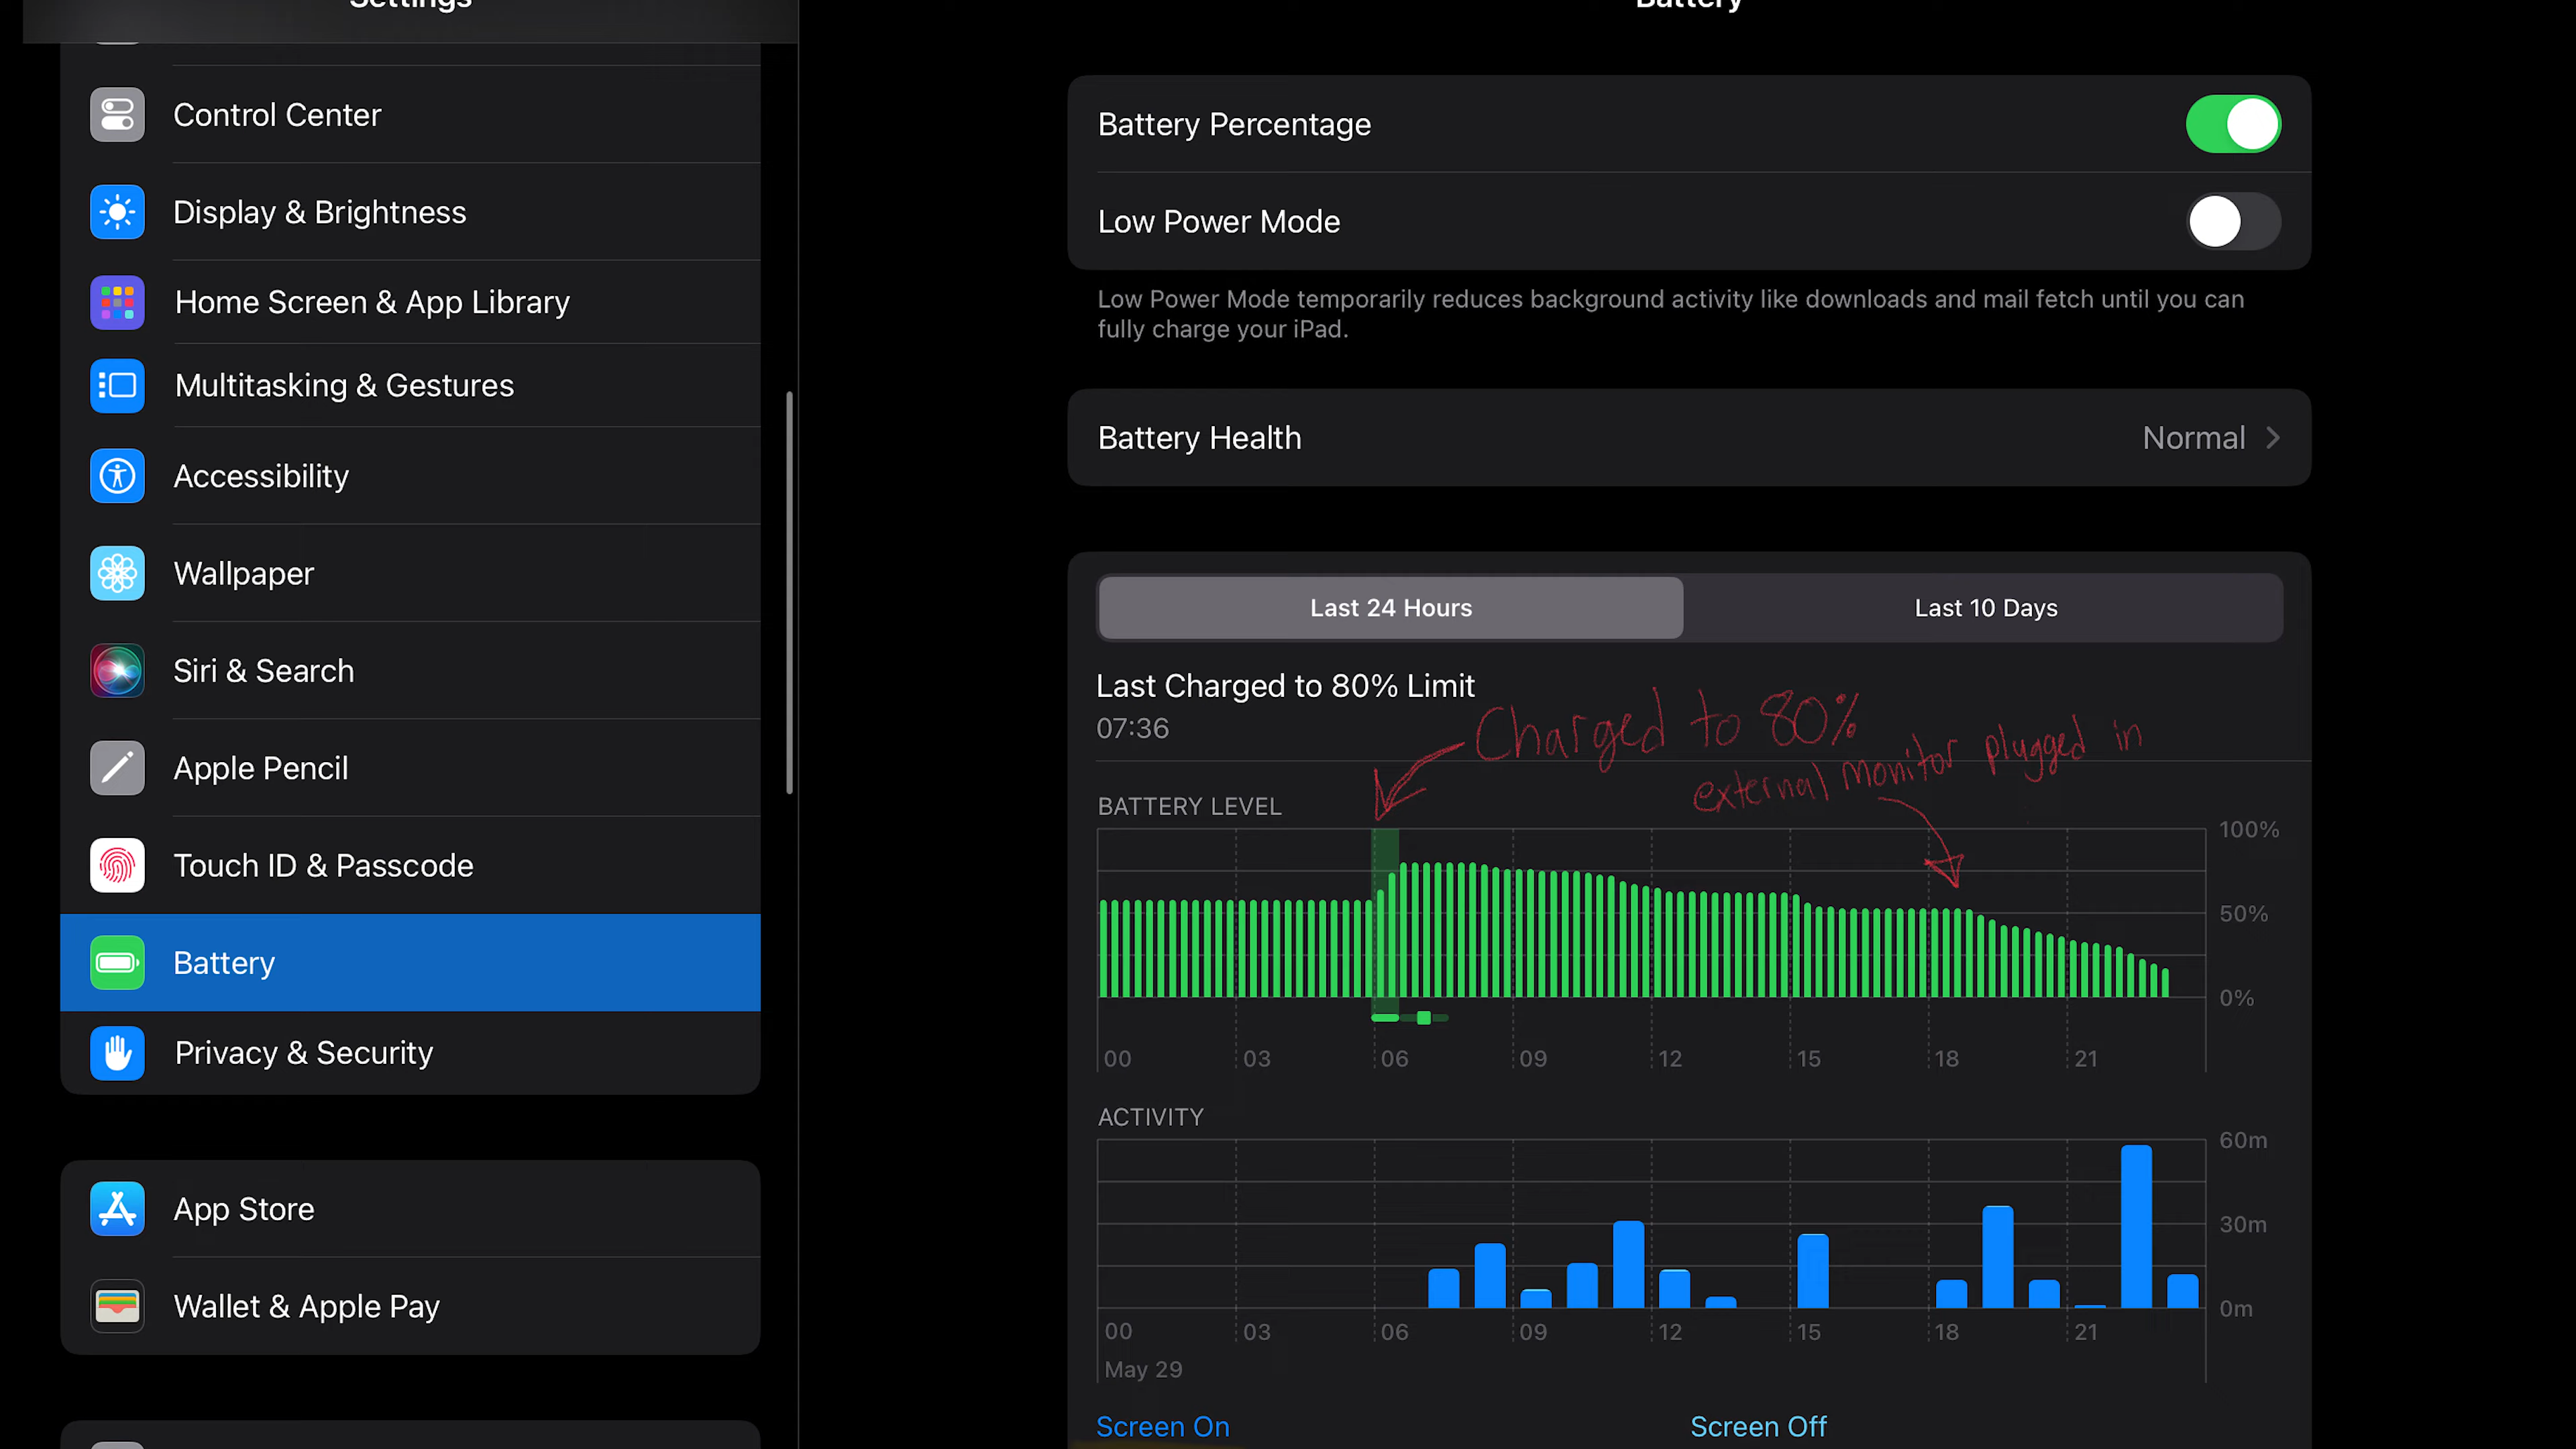 Settings
Control Center
Display & Brightness
Home Screen & App Library
Multitasking & Gestures
Accessibility
Wallpaper
Siri & Search
Apple Pencil
Touch ID & Passcode
Battery
Privacy & Security
App Store
Wallet & Apple Pay
Battery
Battery Percentage
Low Power Mode
Low Power Mode temporarily reduces background activity like downloads and mail fetch until you can
fully charge your iPad.
Battery Health Normal
Last 24 Hours Last 10 Days
Last Charged to 80% Limit
07:36
Charged to 80%
external monitor plugged in
BATTERY LEVEL
100%
50%
0%
00 03 06 09 12 15 18 21
ACTIVITY
60m
30m
0m
00 03 06 09 12 15 18 21
May 29
Screen On Screen Off